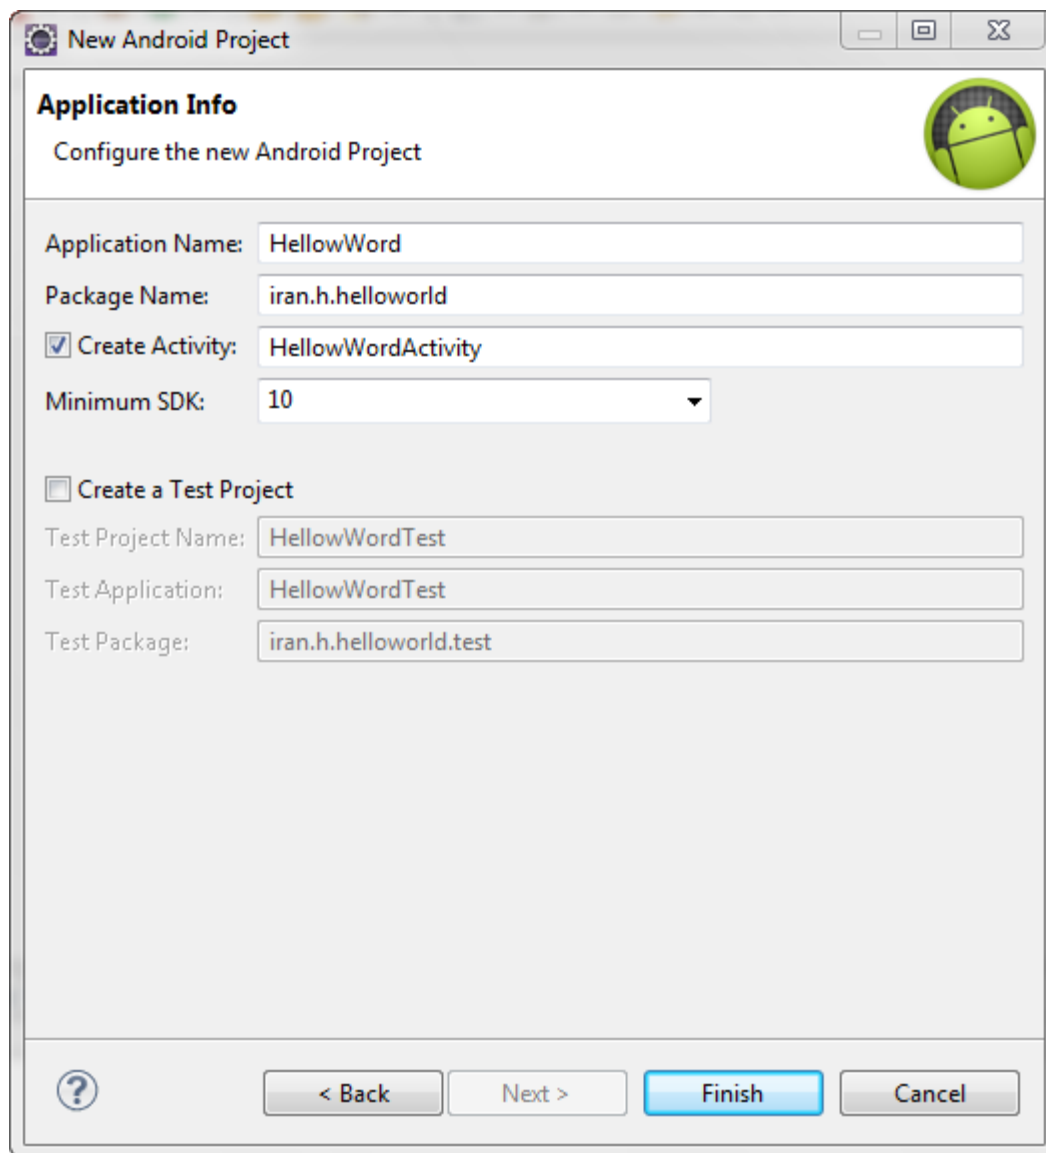 New Android Project
Application Info
Configure the new Android Project
Application Name: HellowWord
Package Name: iran.h.helloworld
Create Activity: HellowWordActivity
Minimum SDK: 10
Create a Test Project
Test Project Name: HellowWordTest
Test Application: HellowWordTest
Test Package: iran.h.helloworld.test
? < Back Next > Finish Cancel